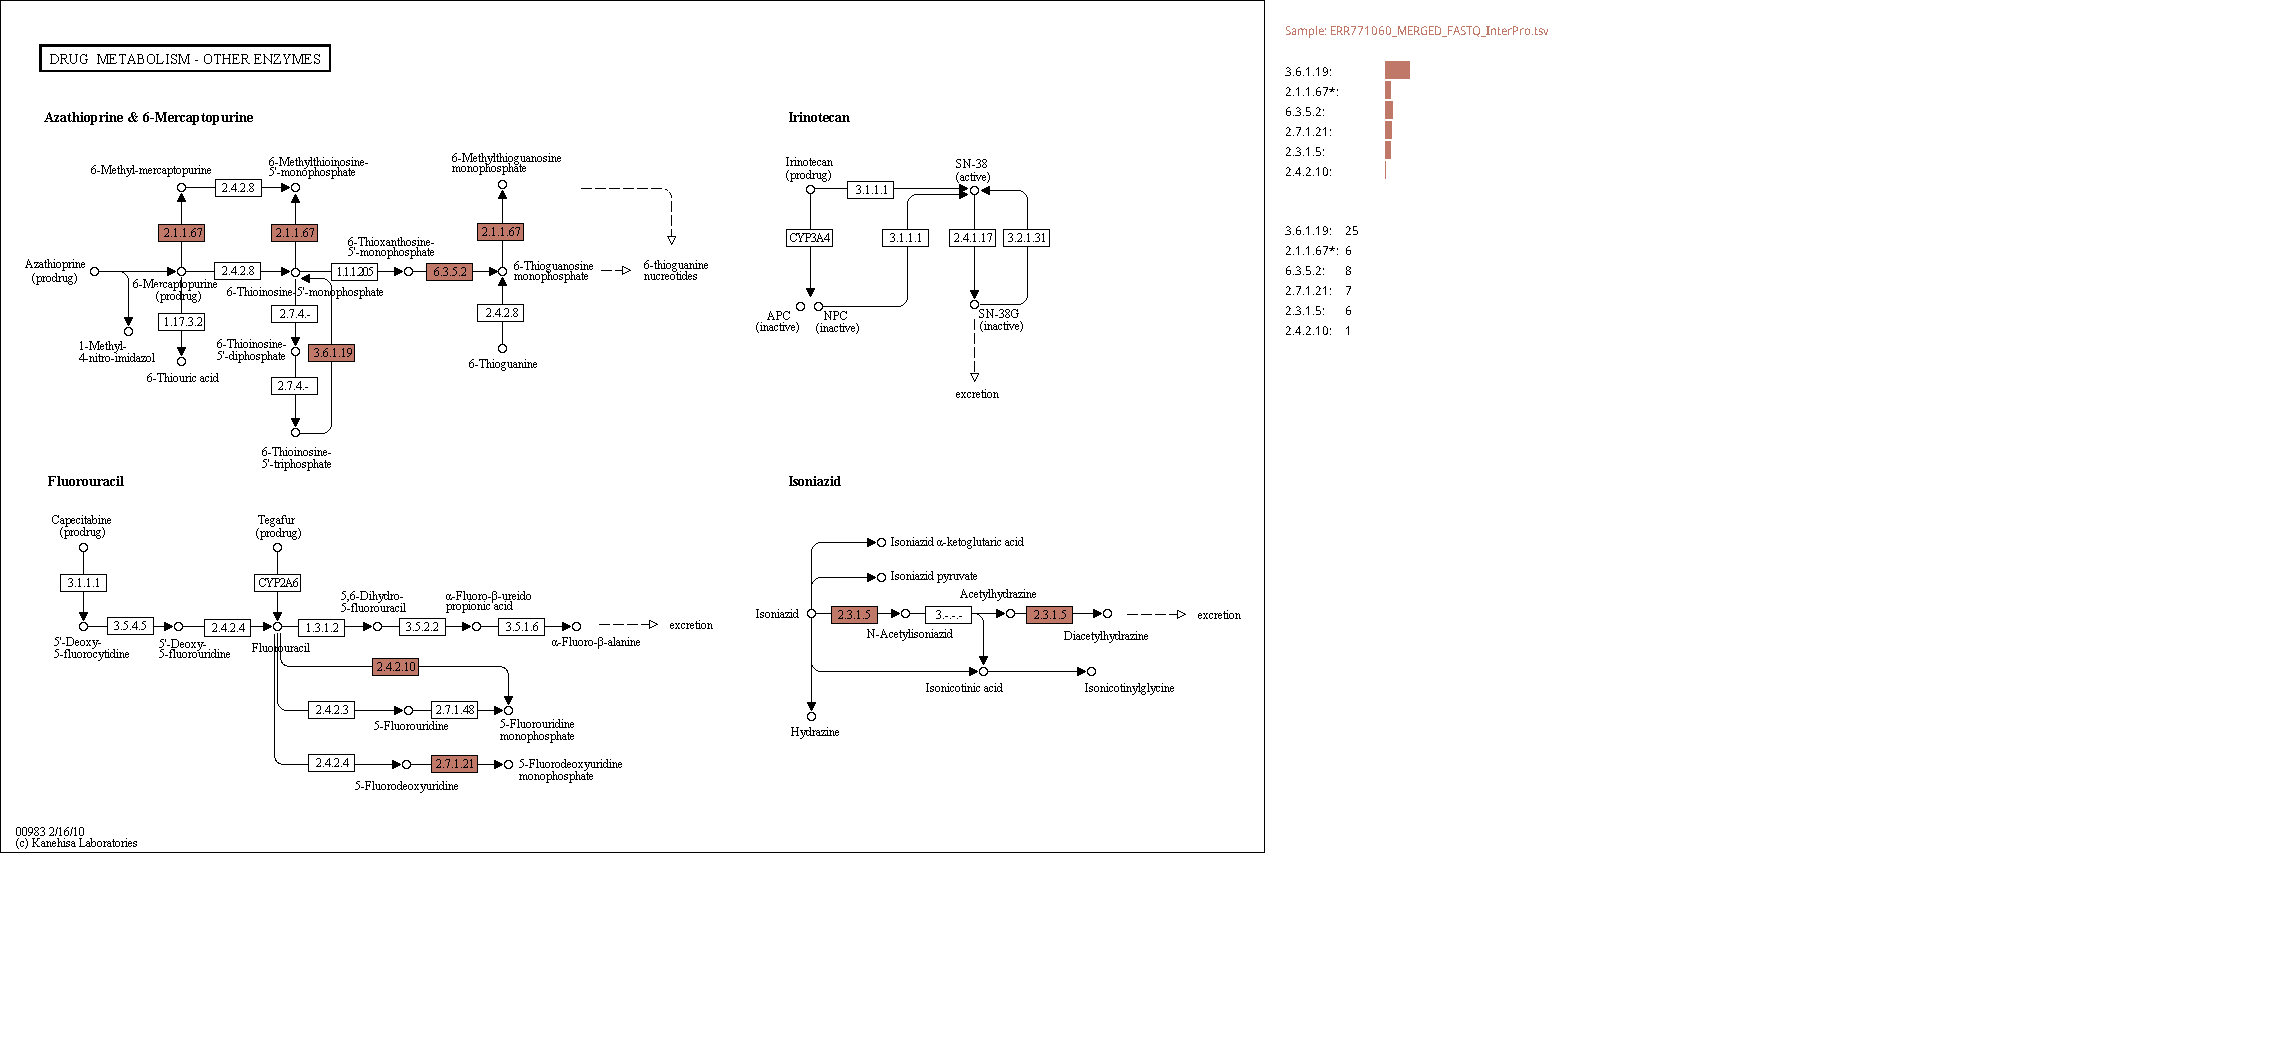 DRUG METABOLISM - OTHER ENZYMES
Azathioprine & 6-Mercaptopurine
6-Methyl-mercaptopurine
6-Methylthioinosine-
5'-monophosphate
6-Methylthioguanosine
monophosphate
2.4.2.8
2.1.1.67
2.1.1.67
2.1.1.67
6-Thioxanthosine-
5'-monophosphate
Azathioprine
(prodrug)
2.4.2.8
1.1.1.205
6.3.5.2
6-Thioguanosine
monophosphate
6-thioguanine
nucreotides
6-Mercaptopurine
(prodrug)
6-Thioinosine-5'-monophosphate
1.17.3.2
2.7.4.-
2.4.2.8
1-Methyl-
4-nitro-imidazol
6-Thioinosine-
5'-diphosphate
3.6.1.19
6-Thioguanine
6-Thiouric acid
2.7.4.-
6-Thioinosine-
5'-triphosphate
Irinotecan
Irinotecan
(prodrug)
3.1.1.1
SN-38
(active)
CYP3A4
3.1.1.1
2.4.1.17
3.2.1.31
APC
(inactive)
NPC
(inactive)
SN-38G
(inactive)
excretion
Fluorouracil
Capecitabine
(prodrug)
Tegafur
(prodrug)
3.1.1.1
CYP2A6
5,6-Dihydro-
5-fluorouracil
α-Fluoro-β-ureido
propionic acid
3.5.4.5
2.4.2.4
1.3.1.2
3.5.2.2
3.5.1.6
excretion
5'-Deoxy-
5-fluorocytidine
5'-Deoxy-
5-fluorouridine
Fluorouracil
α-Fluoro-β-alanine
2.4.2.10
2.4.2.3
2.7.1.48
5-Fluorouridine
5-Fluorouridine
monophosphate
2.4.2.4
2.7.1.21
5-Fluorodeoxyuridine
monophosphate
5-Fluorodeoxyuridine
Isoniazid
Isoniazid α-ketoglutaric acid
Isoniazid pyruvate
Acetylhydrazine
Isoniazid
2.3.1.5
3.-.-.-
2.3.1.5
excretion
N-Acetylisoniazid
Diacetylhydrazine
Isonicotinic acid
Isonicotinylglycine
Hydrazine
00983 2/16/10
(c) Kanehisa Laboratories
Sample: ERR771060_MERGED_FASTQ_InterPro.tsv
3.6.1.19:
2.1.1.67*:
6.3.5.2:
2.7.1.21:
2.3.1.5:
2.4.2.10:
3.6.1.19: 25
2.1.1.67*: 6
6.3.5.2: 8
2.7.1.21: 7
2.3.1.5: 6
2.4.2.10: 1